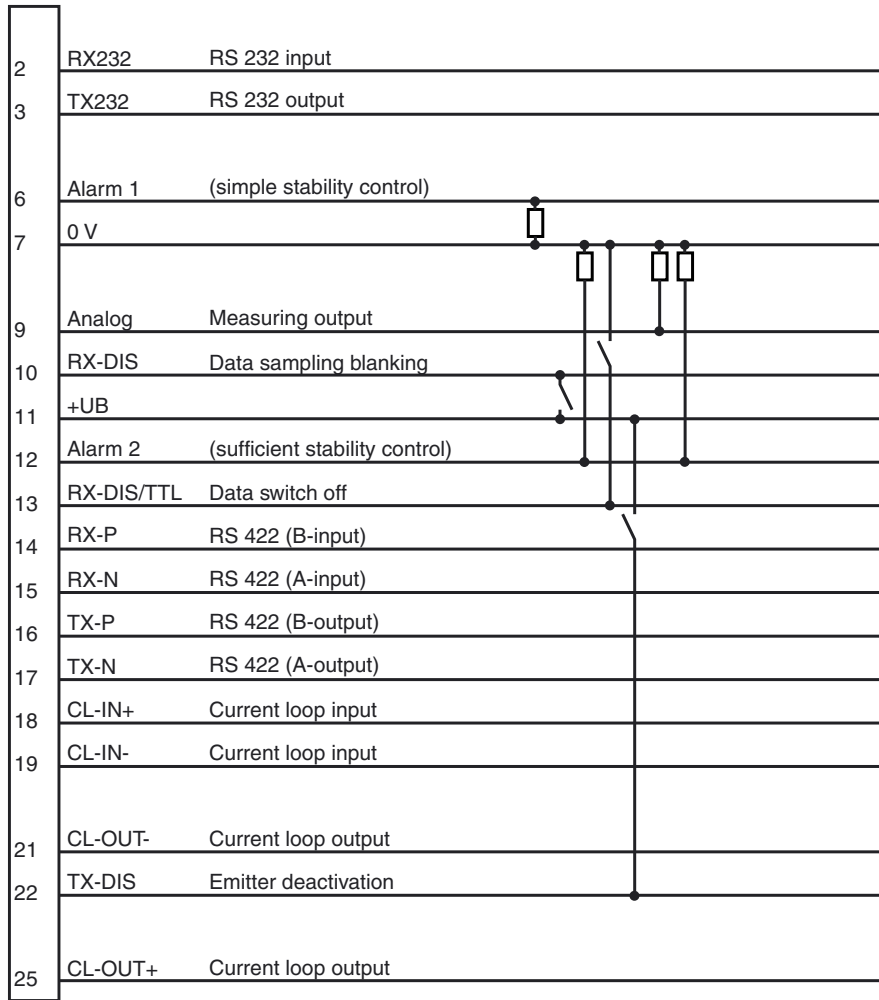 2 RX232 RS 232 input
3 TX232 RS 232 output
6 Alarm 1 (simple stability control)
7 0 V
9 Analog Measuring output
10 RX-DIS Data sampling blanking
11 +UB
12 Alarm 2 (sufficient stability control)
13 RX-DIS/TTL Data switch off
14 RX-P RS 422 (B-input)
15 RX-N RS 422 (A-input)
16 TX-P RS 422 (B-output)
17 TX-N RS 422 (A-output)
18 CL-IN+ Current loop input
19 CL-IN- Current loop input
21 CL-OUT- Current loop output
22 TX-DIS Emitter deactivation
25 CL-OUT+ Current loop output